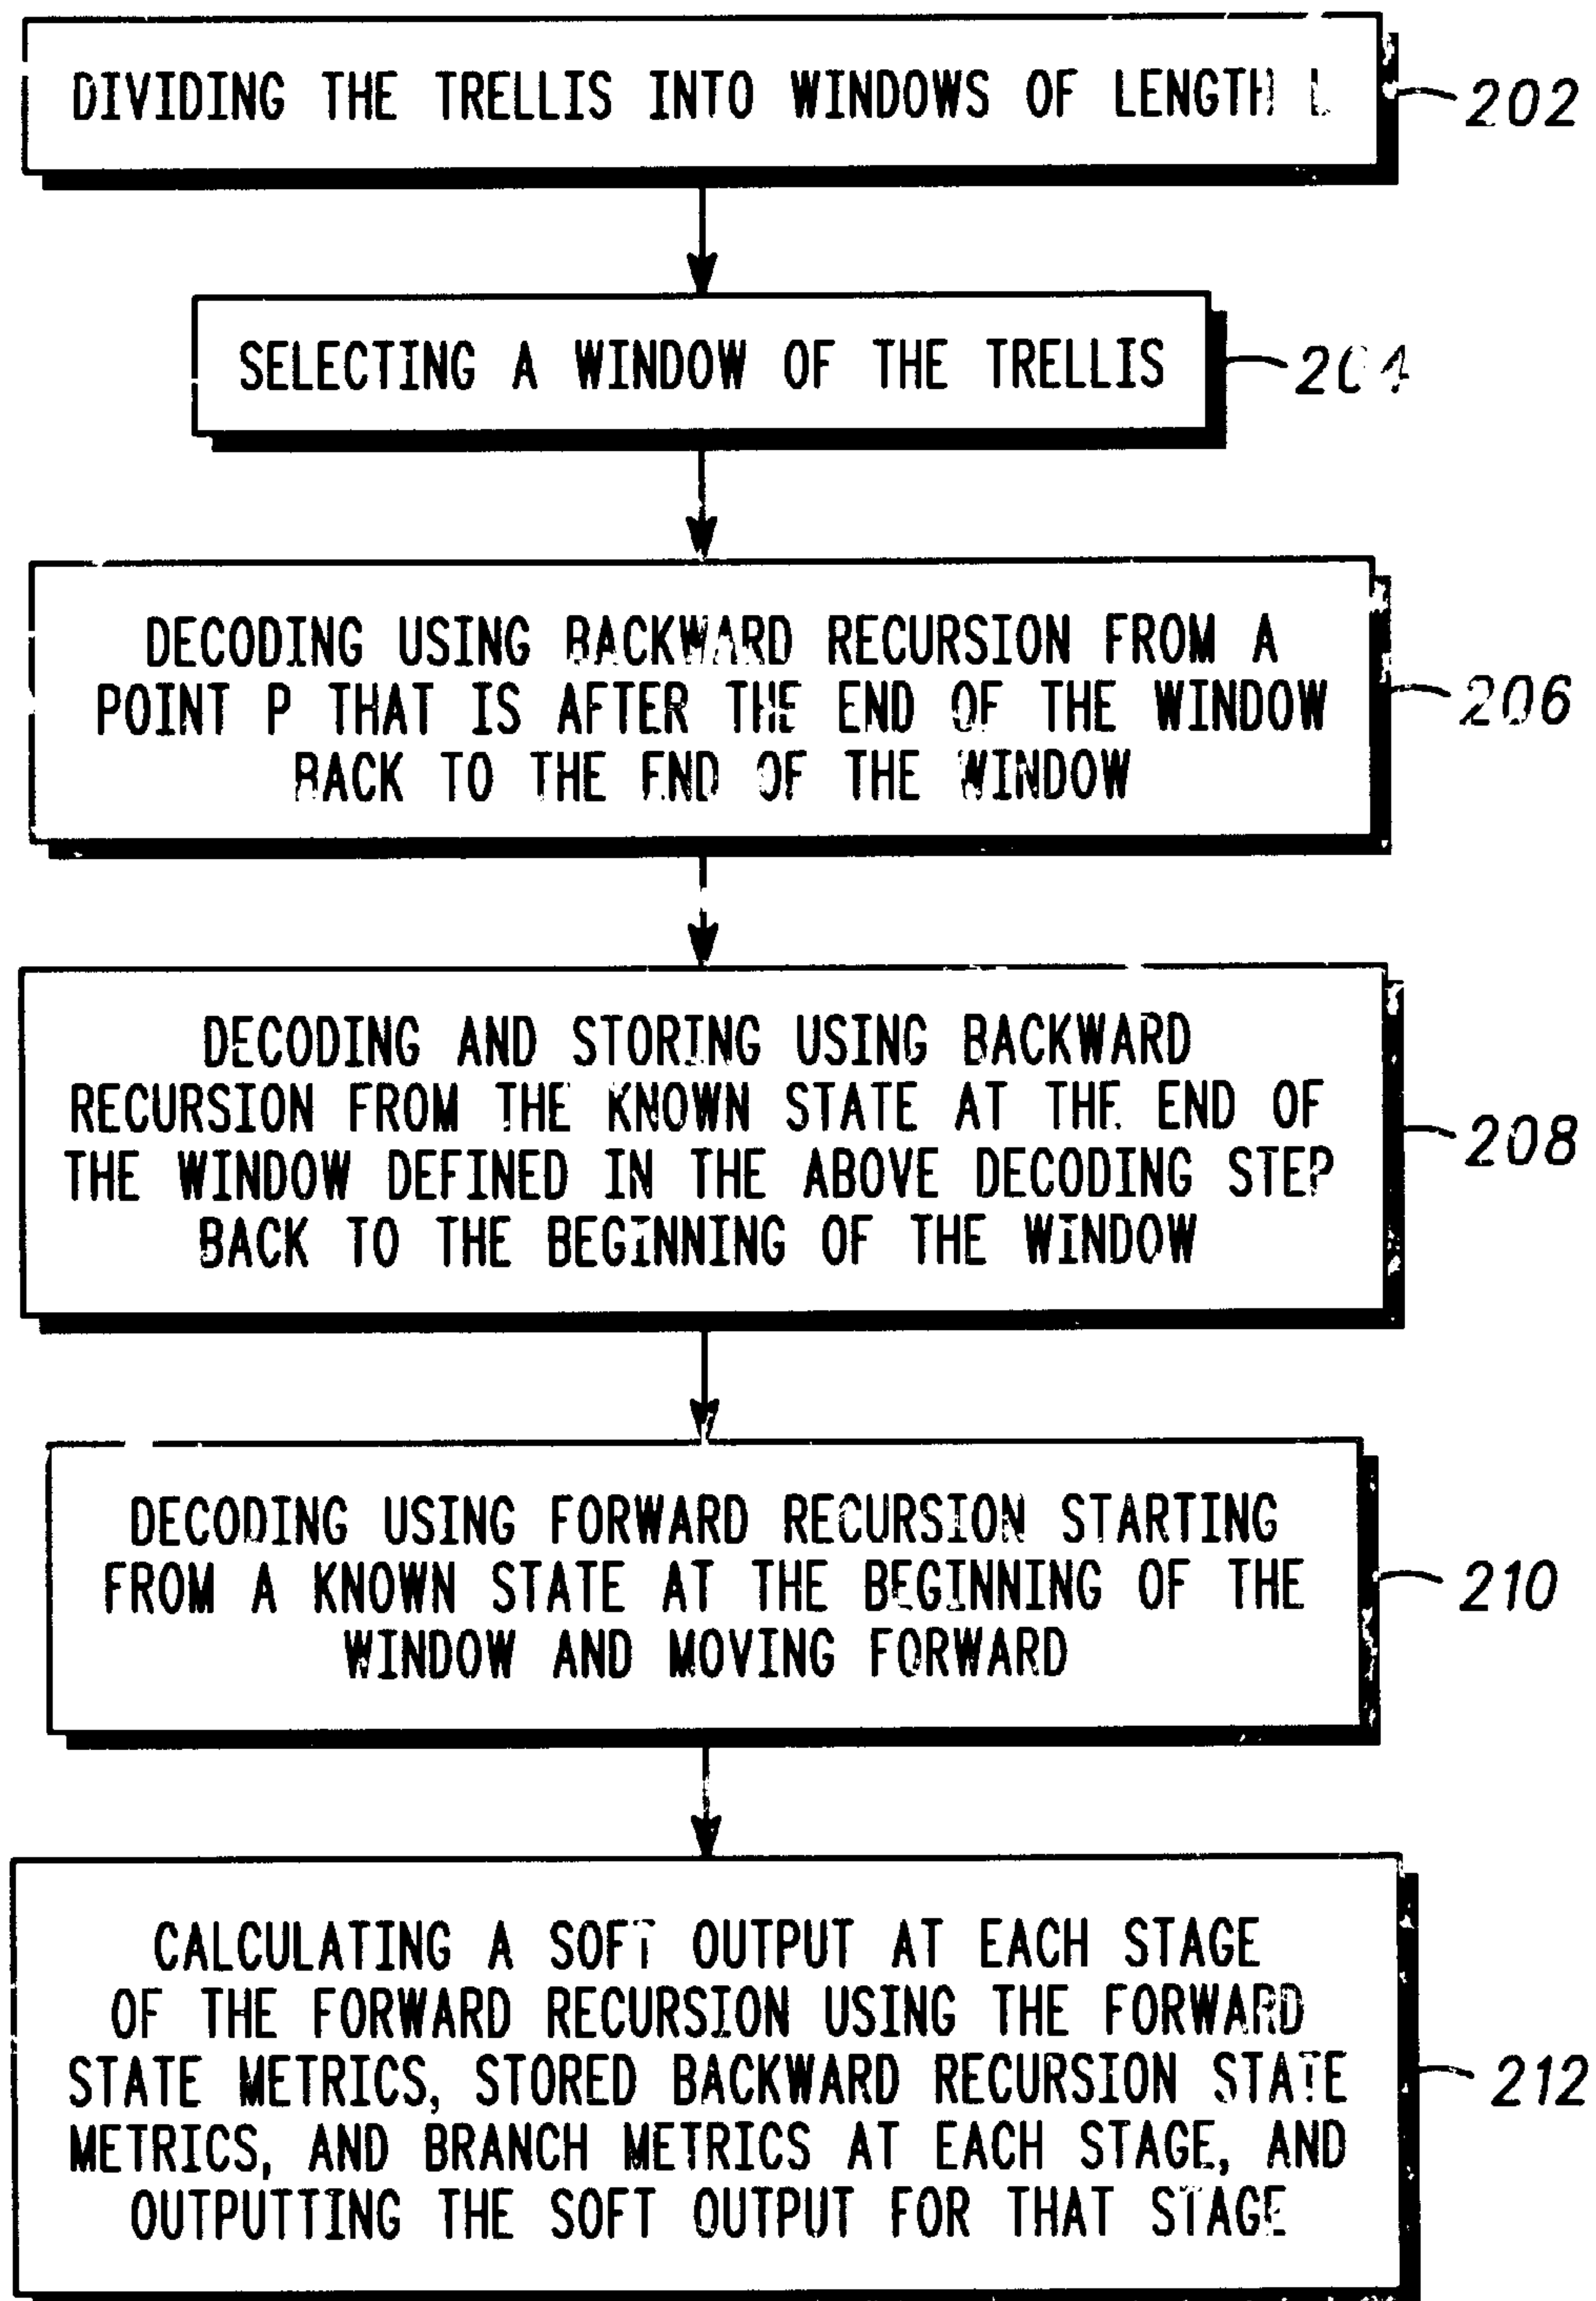 DIVIDING THE TRELLIS INTO WINDOWS OF LENGTH L
202
SELECTING A WINDOW OF THE TRELLIS
204
DECODING USING BACKWARD RECURSION FROM A
POINT P THAT IS AFTER THE END OF THE WINDOW
BACK TO THE END OF THE WINDOW
206
DECODING AND STORING USING BACKWARD
RECURSION FROM THE KNOWN STATE AT THE END OF
THE WINDOW DEFINED IN THE ABOVE DECODING STEP
BACK TO THE BEGINNING OF THE WINDOW
208
DECODING USING FORWARD RECURSION STARTING
FROM A KNOWN STATE AT THE BEGINNING OF THE
WINDOW AND MOVING FORWARD
210
CALCULATING A SOFT OUTPUT AT EACH STAGE
OF THE FORWARD RECURSION USING THE FORWARD
STATE METRICS, STORED BACKWARD RECURSION STATE
METRICS, AND BRANCH METRICS AT EACH STAGE, AND
OUTPUTTING THE SOFT OUTPUT FOR THAT STAGE
212